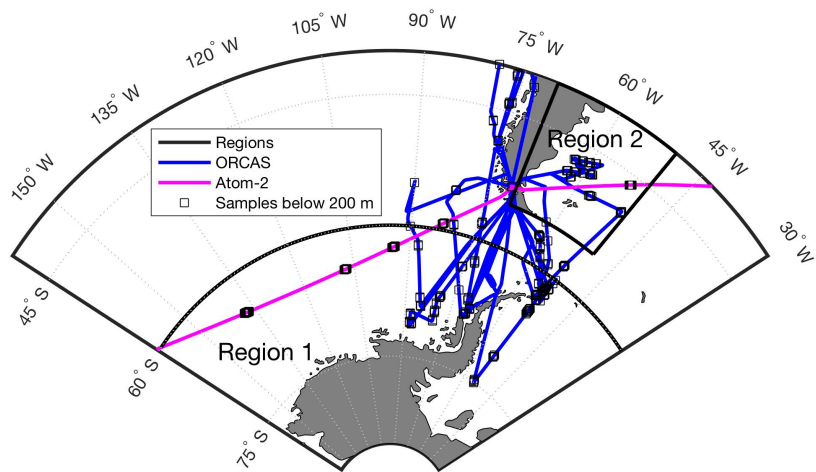 90° W
105° W
75° W
120° W
60° W
135° W
45° W
150° W
30° W
Regions
ORCAS
Atom-2
Samples below 200 m
Region 2
Region 1
45° S
60° S
75° S